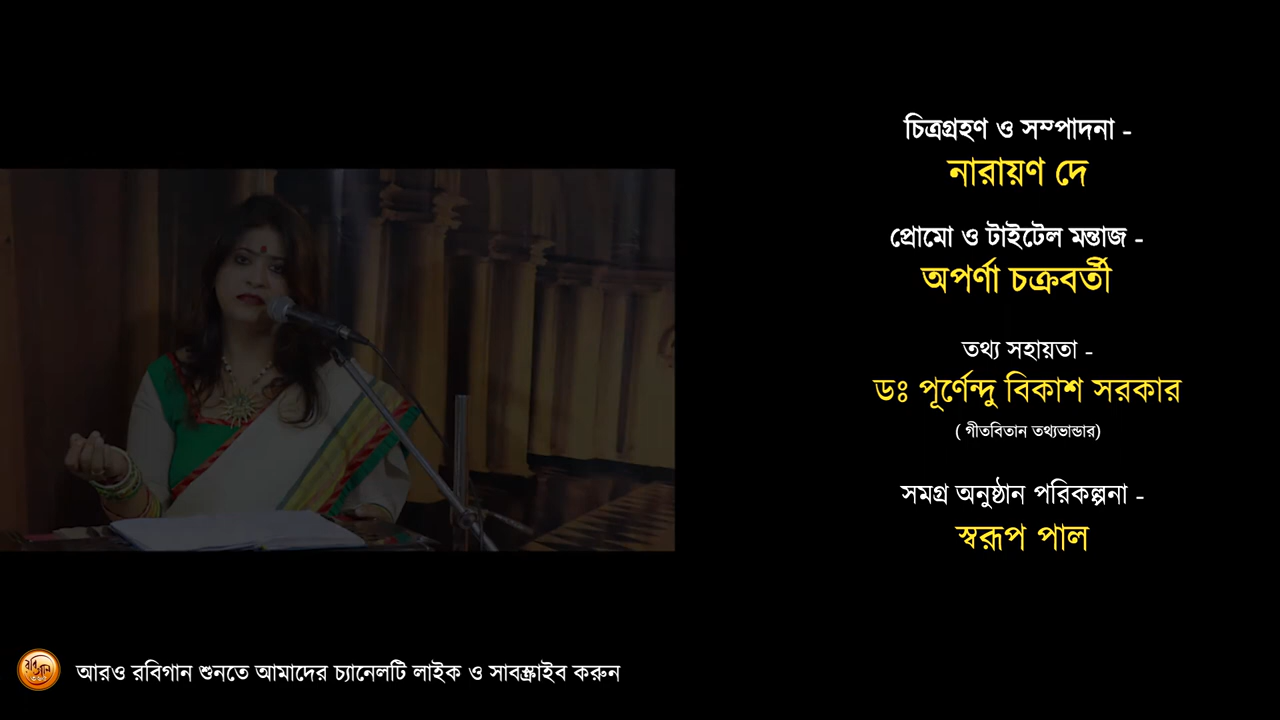 চিত্রগ্রহণ ও সম্পাদনা -
নারায়ণ দে
প্রোমো ও টাইটেল মন্তাজ -
অপর্ণা চক্রবর্তী
তথ্য সহায়তা -
ডঃ পূর্ণেন্দু বিকাশ সরকার
( গীতবিতান তথ্যভান্ডার)
সমগ্র অনুষ্ঠান পরিকল্পনা -
স্বরূপ পাল
আরও রবিগান শুনতে আমাদের চ্যানেলটি লাইক ও সাবস্ক্রাইব করুন